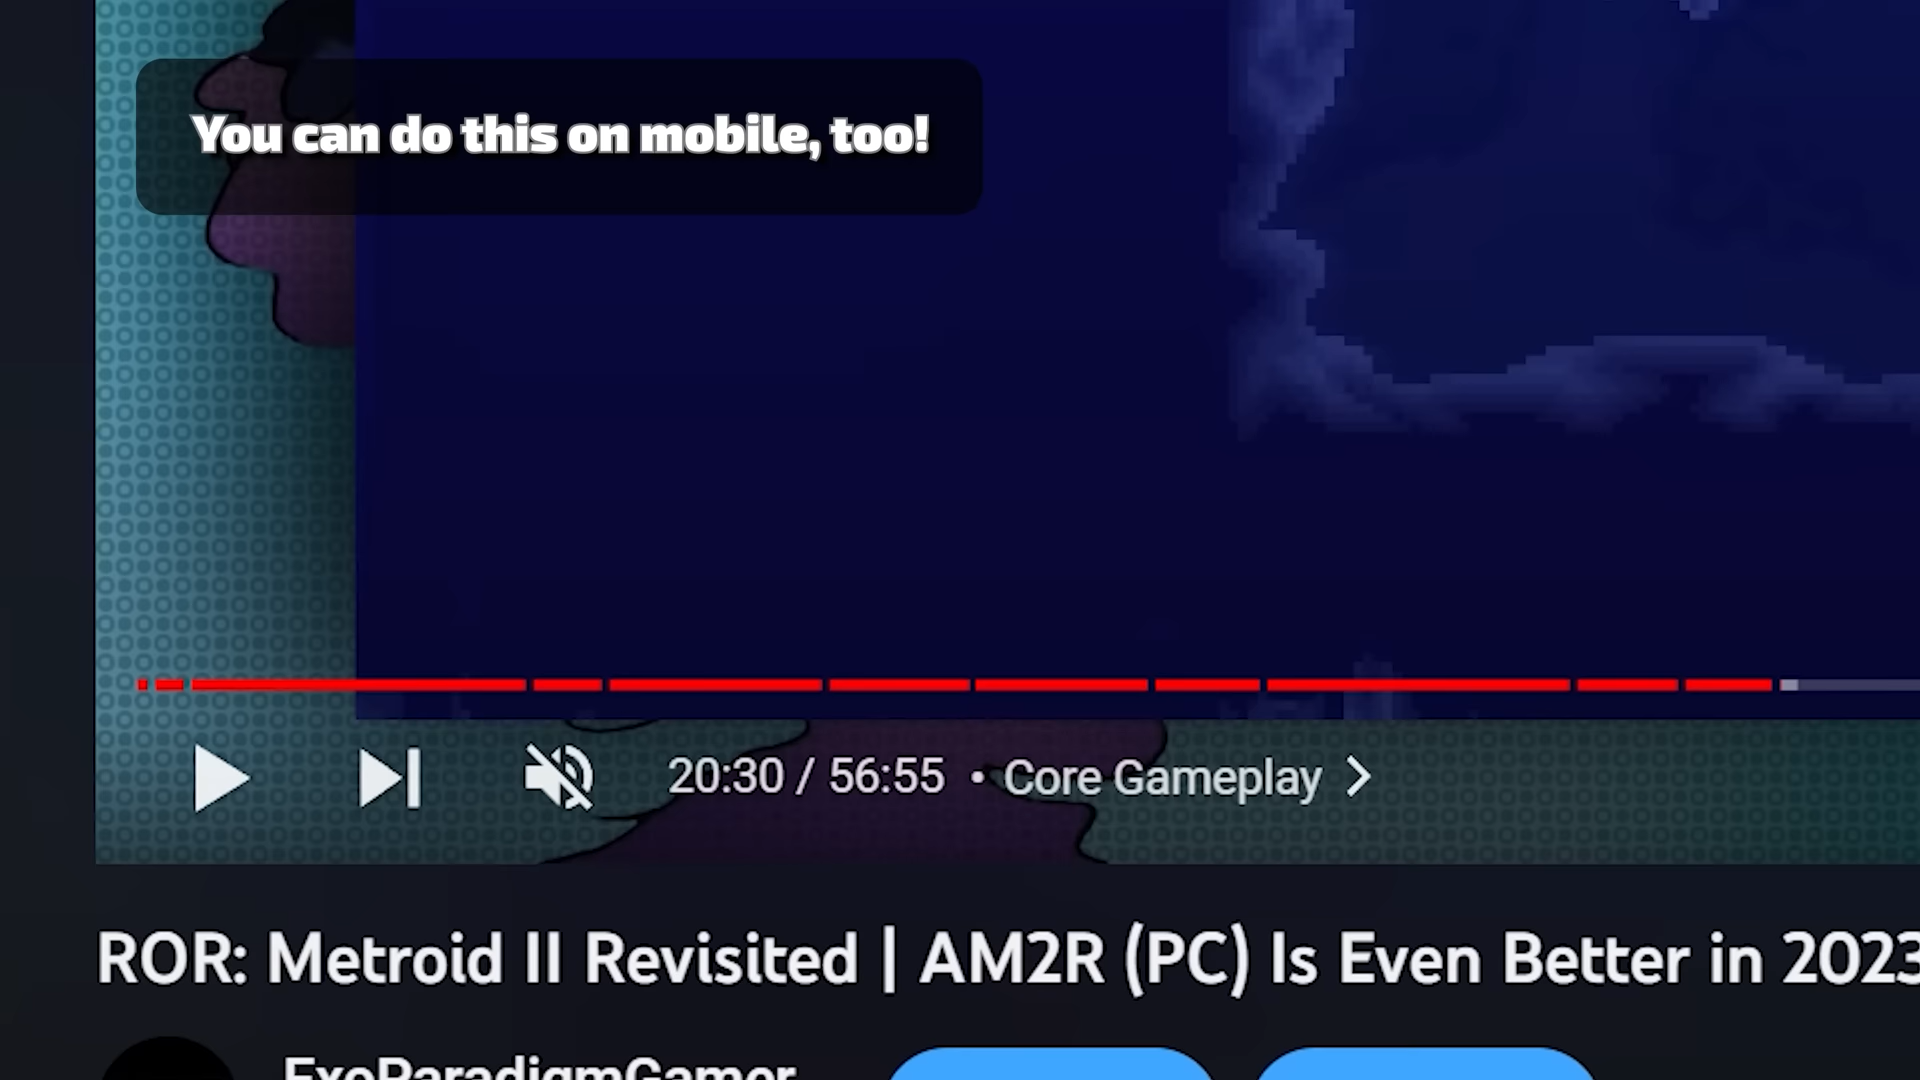 You can do this on mobile, too!
20:30 / 56:55 • Core Gameplay
ROR: Metroid II Revisited | AM2R (PC) Is Even Better in 2023
ExoParadigmGamer